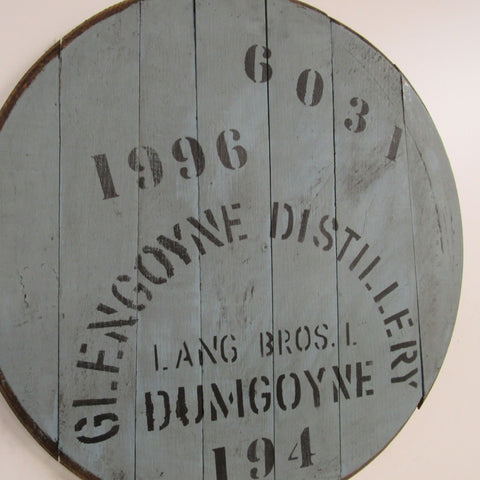 6031
1996
GLENGOYNE DISTILLERY
LANG BROS. L
DUMGOYNE
194